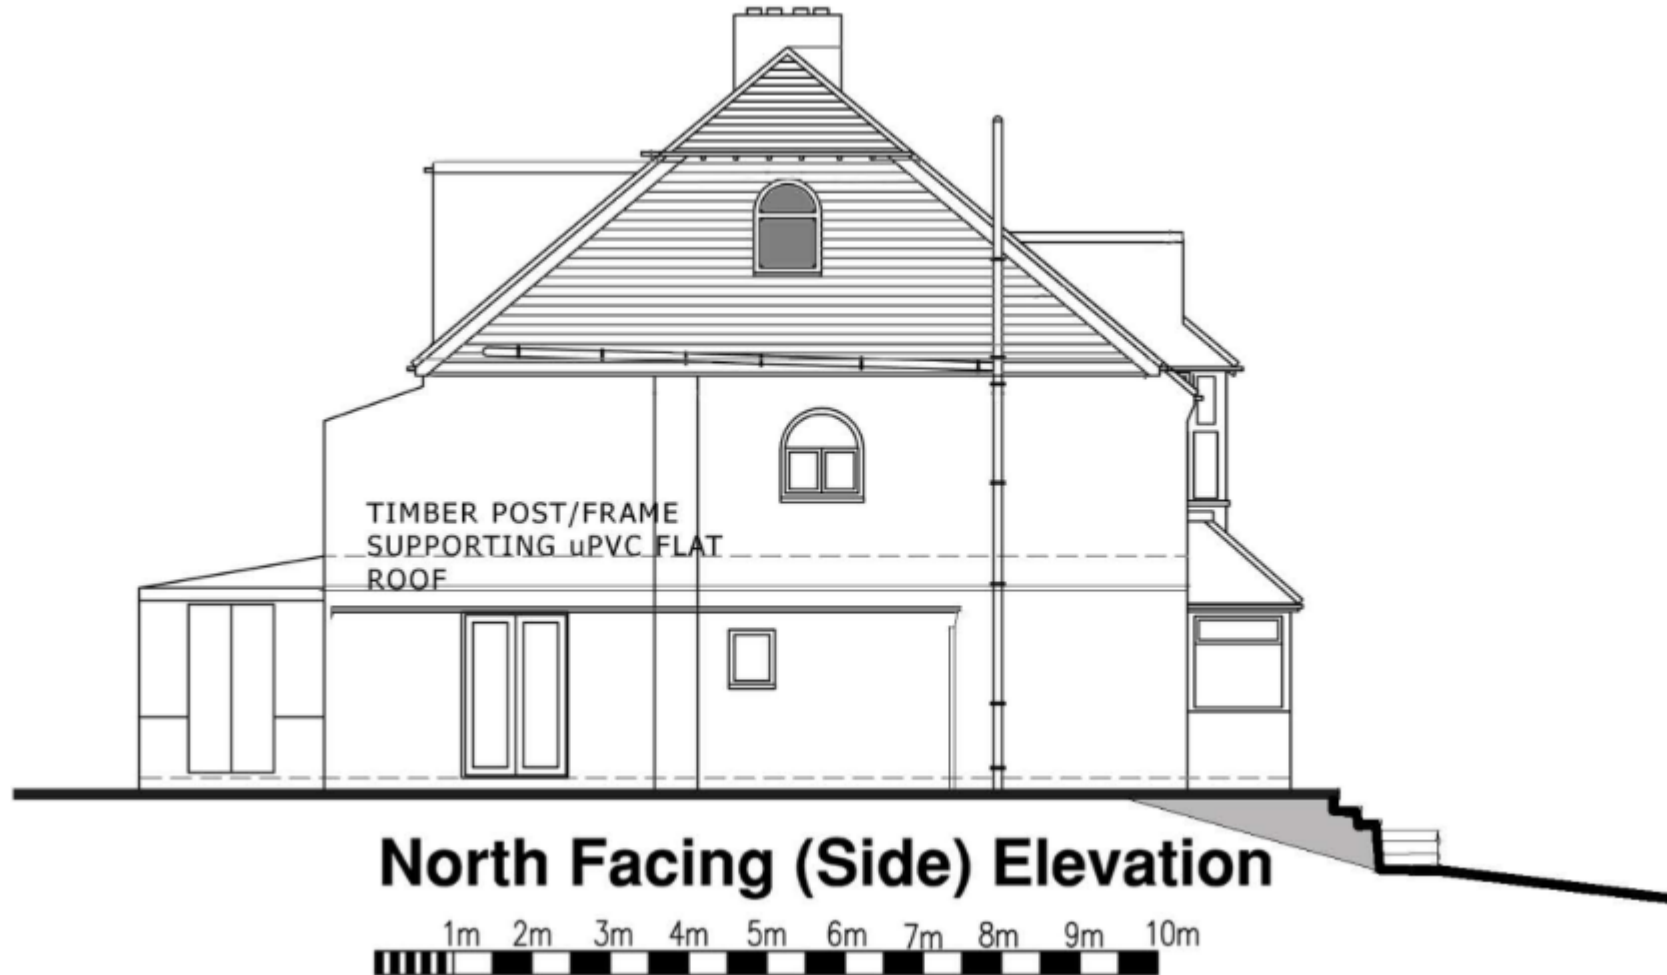 TIMBER POST/FRAME
SUPPORTING uPVC FLAT
ROOF
North Facing (Side) Elevation
1m 2m 3m 4m 5m 6m 7m 8m 9m 10m